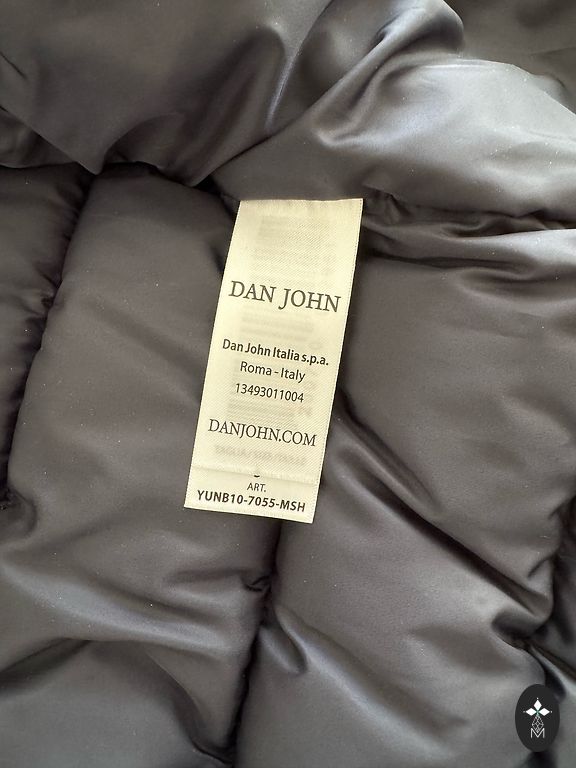 DAN JOHN
Dan John Italia s.p.a.
Roma - Italy
13493011004
DANJOHN.COM
ART.
YUNB10-7055-MSH
M